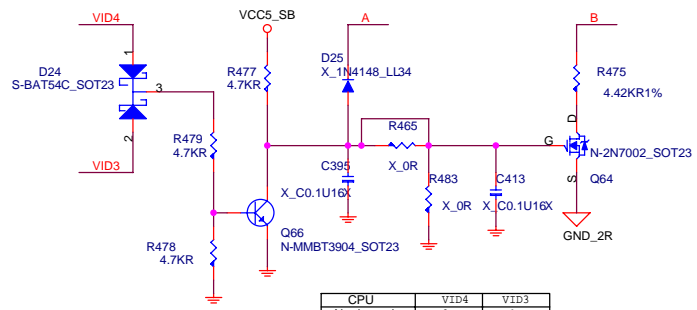 VID4
VCC5_SB
A
B
1
D24
S-BAT54C_SOT23
3
2
VID3
R477
4.7KR
D25
X_1N4148_LL34
R475
4.42KR1%
R479
4.7KR
R465
X_0R
D
G
N-2N7002_SOT23
S
Q64
C395
X_C0.1U16X
R483
X_0R
C413
X_C0.1U16X
R478
4.7KR
Q66
N-MMBT3904_SOT23
GND_2R
CPU VID4 VID3